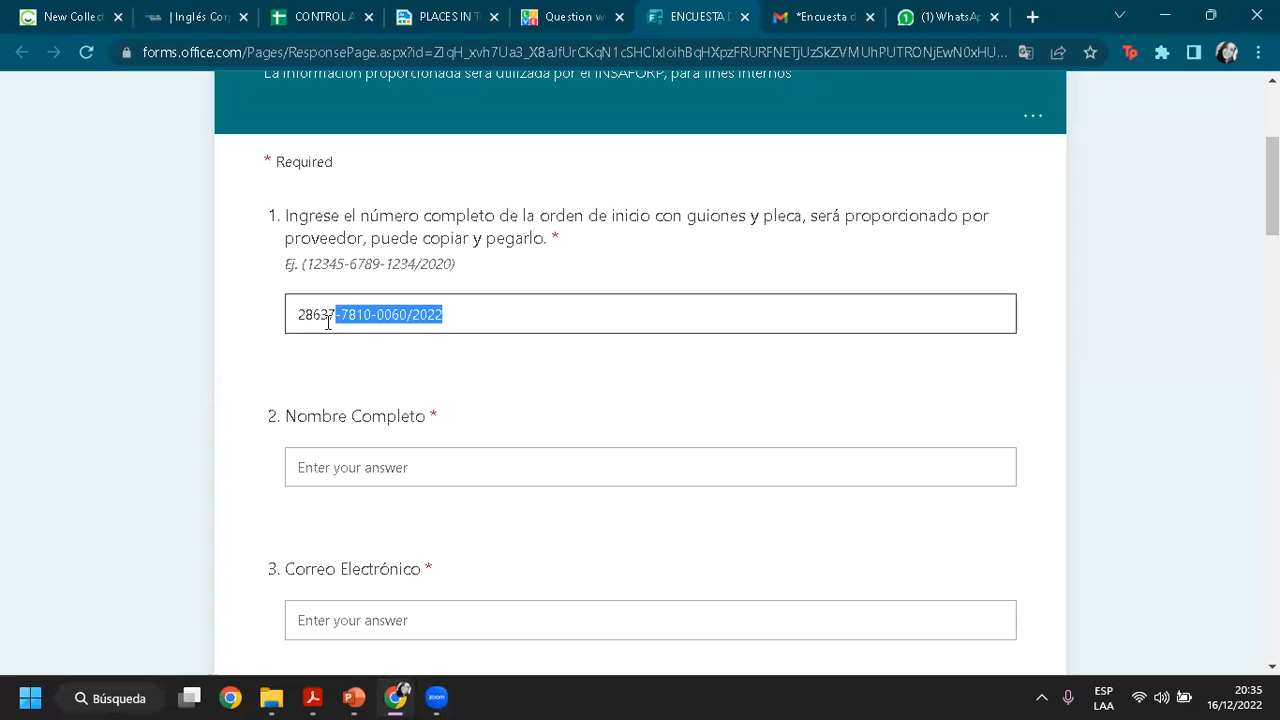 New Collec
| Inglés Cor
CONTROL A
PLACES IN T
Question w
ENCUESTA D
*Encuesta d
(1) WhatsA
forms.office.com/Pages/ResponsePage.aspx?id=ZIqH_xvh7Ua3_X8aJfUrCKqN1cSHCIxIoihBqHXpzFRURFNETjUzSkZVMUhPUTRONjEwN0xHU...
La información proporcionada será utilizada por el INSAFORP, para fines internos
...
* Required
1. Ingrese el número completo de la orden de inicio con guiones y pleca, será proporcionado por
proveedor, puede copiar y pegarlo. *
Ej. (12345-6789-1234/2020)
28637-7810-0060/2022
2. Nombre Completo *
Enter your answer
3. Correo Electrónico *
Enter your answer
Búsqueda
zoom
ESP
LAA
20:35
16/12/2022